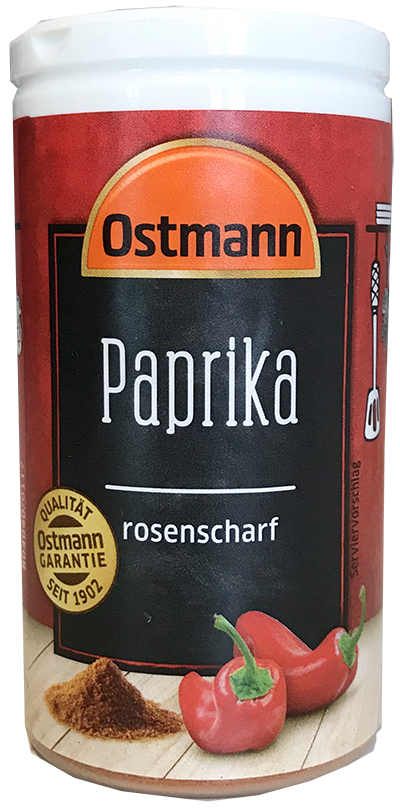 Ostmann
Paprika
rosenscharf
QUALITÄT
Ostmann
GARANTIE
SEIT 1902
Serviervorschlag